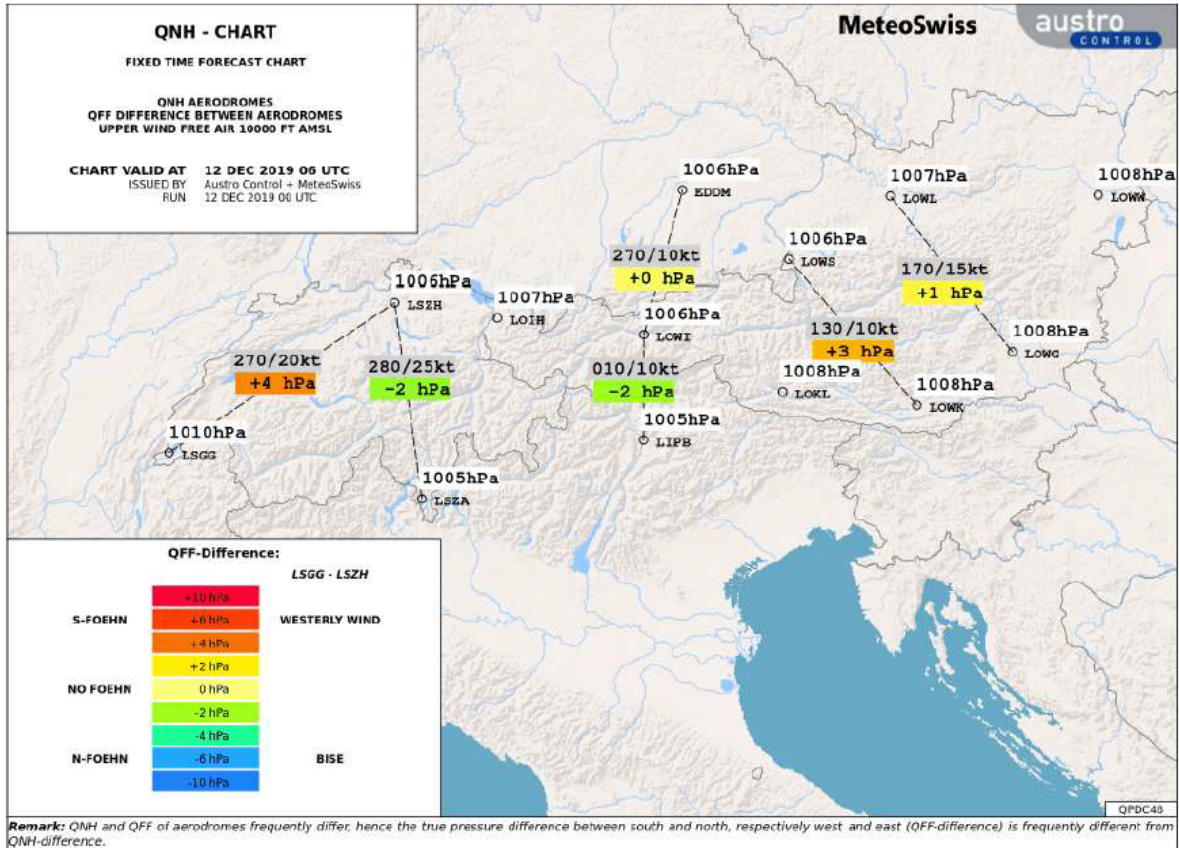 QNH - CHART
FIXED TIME FORECAST CHART
QNH AERODROMES
QFF DIFFERENCE BETWEEN AERODROMES
UPPER WIND FREE AIR 10000 FT AMSL
CHART VALID AT 12 DEC 2019 06 UTC
ISSUED BY Austro Control + MeteoSwiss
RUN 12 DEC 2019 00 UTC
MeteoSwiss
austro
CONTROL
1006hPa
EDDM
1007hPa
LOWL
1008hPa
LOWW
1006hPa
LOWS
270/10kt
+0 hPa
170/15kt
+1 hPa
1006hPa
LSZH
1007hPa
LOIH
1006hPa
LOWI
130/10kt
+3 hPa
1008hPa
LOWG
270/20kt
+4 hPa
280/25kt
-2 hPa
010/10kt
-2 hPa
1008hPa
LOKL
1008hPa
LOWK
1010hPa
LSGG
1005hPa
LIPB
1005hPa
LSZA
QFF-Difference:
LSGG - LSZH
+10 hPa
S-FOEHN +6 hPa WESTERLY WIND
+4 hPa
+2 hPa
NO FOEHN 0 hPa
-2 hPa
-4 hPa
N-FOEHN -6 hPa BISE
-10 hPa
QPDC48
Remark: QNH and QFF of aerodromes frequently differ, hence the true pressure difference between south and north, respectively west and east (QFF-difference) is frequently different from
QNH-difference.